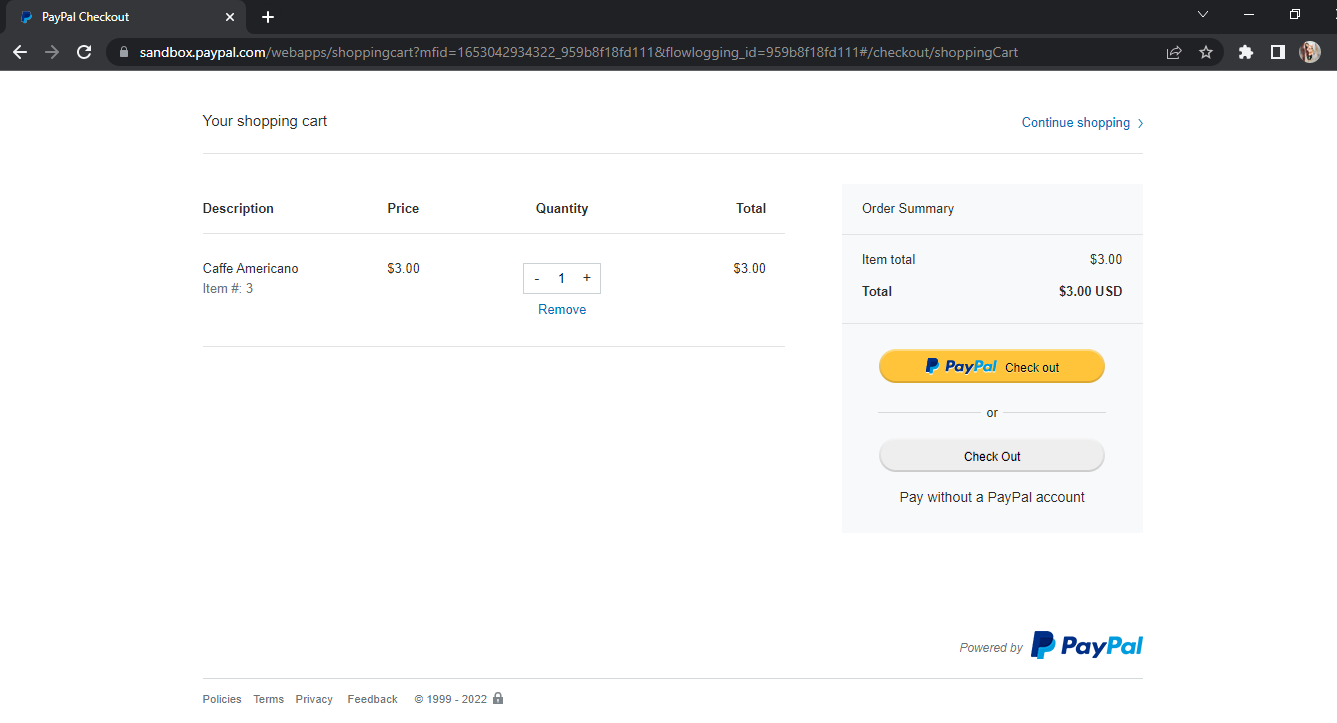 PayPal Checkout
sandbox.paypal.com/webapps/shoppingcart?mfid=1653042934322_959b8f18fd111&flowlogging_id=959b8f18fd111#/checkout/shoppingCart
Your shopping cart
Continue shopping
Description Price Quantity Total
Caffe Americano $3.00 - 1 + $3.00
Item #: 3
Remove
Order Summary
Item total $3.00
Total $3.00 USD
PayPal Check out
or
Check Out
Pay without a PayPal account
Powered by PayPal
Policies Terms Privacy Feedback © 1999 - 2022